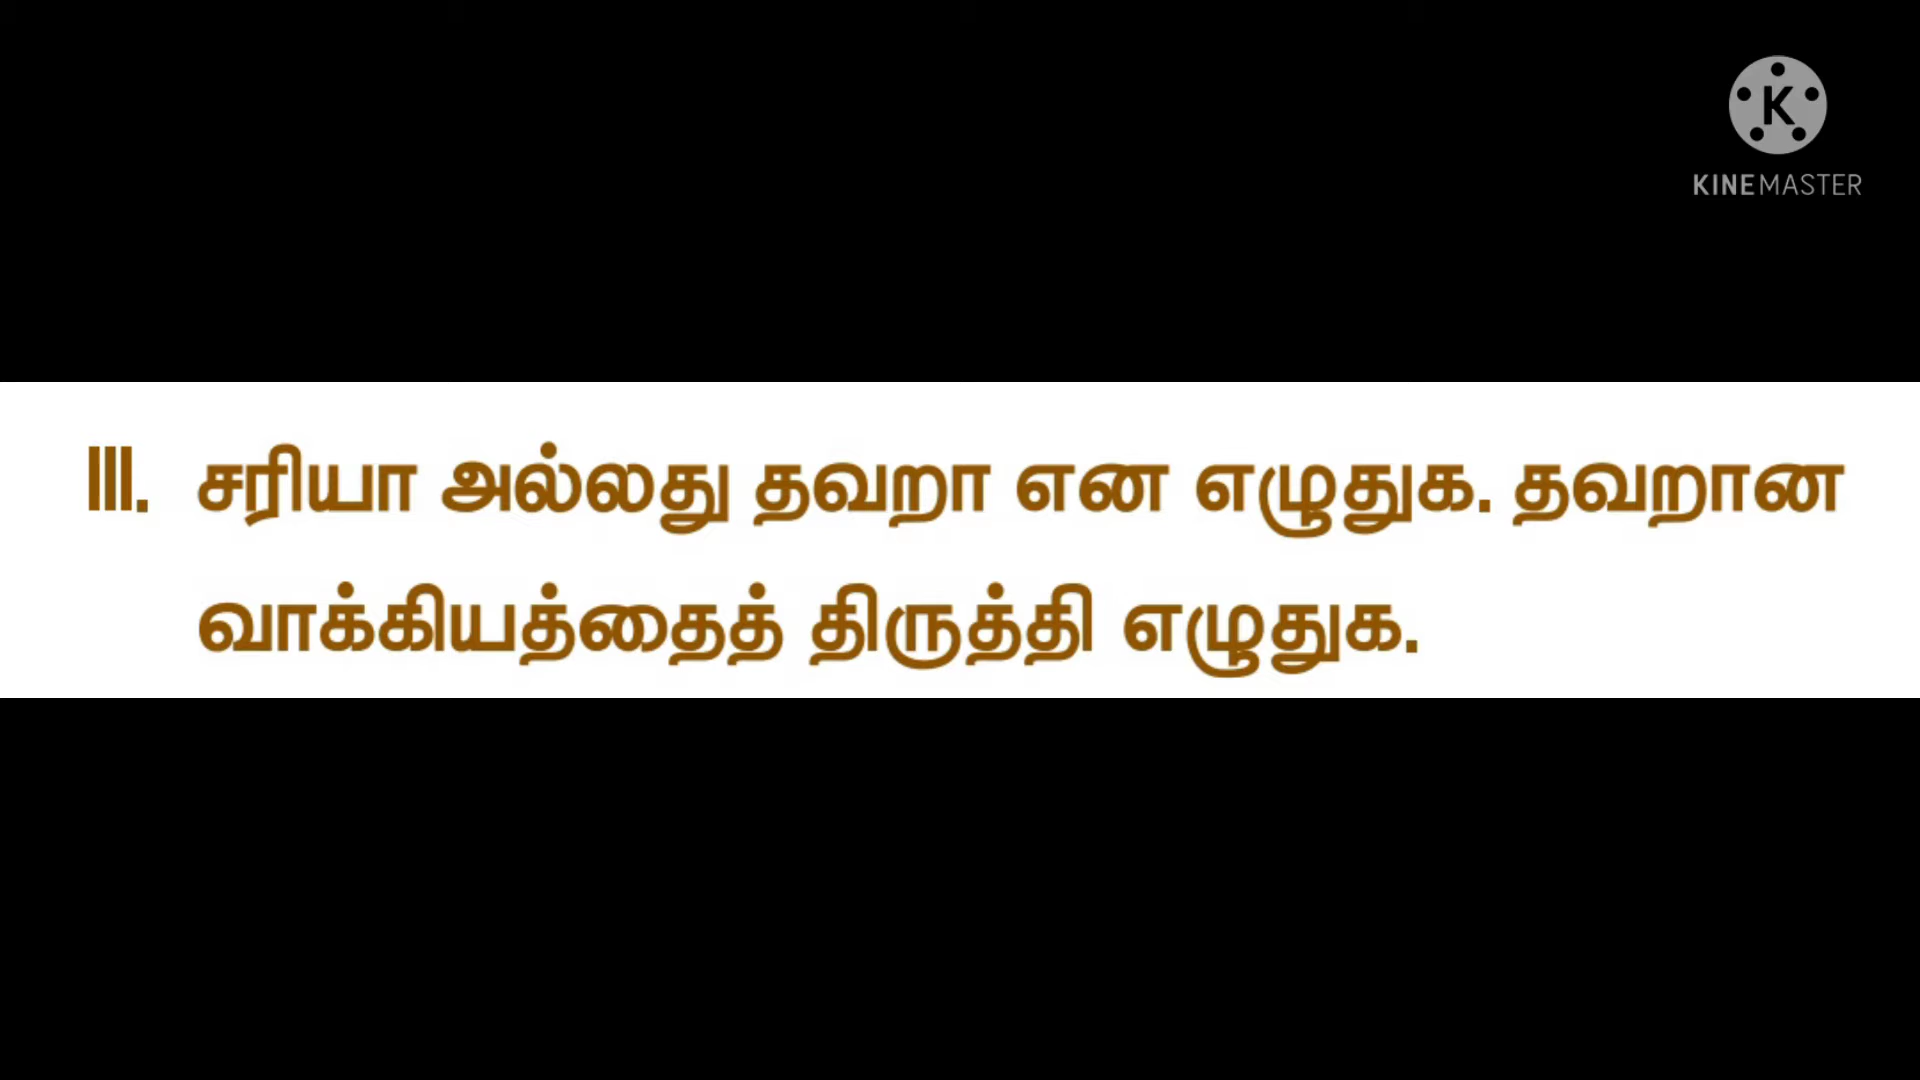 KINEMASTER
III. சரியா அல்லது தவறா என எழுதுக. தவறான
வாக்கியத்தைத் திருத்தி எழுதுக.